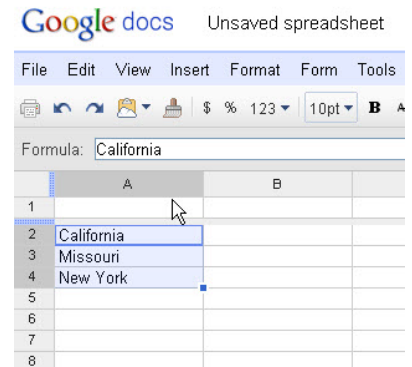 Google docs Unsaved spreadsheet
File Edit View Insert Format Form Tools
$ % 123 10pt B
Formula: California
A B
1
2 California
3 Missouri
4 New York
5
6
7
8